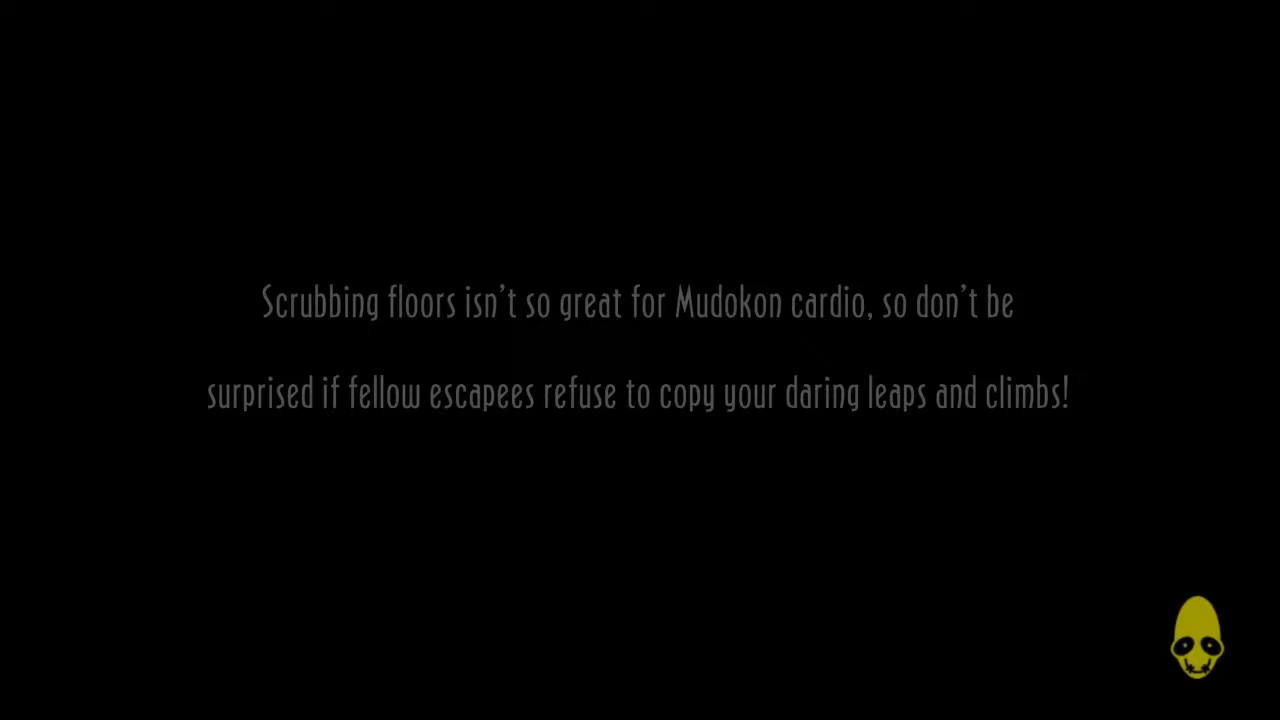 Scrubbing floors isn't so great for Mudokon cardio, so don't be
surprised if fellow escapees refuse to copy your daring leaps and climbs!